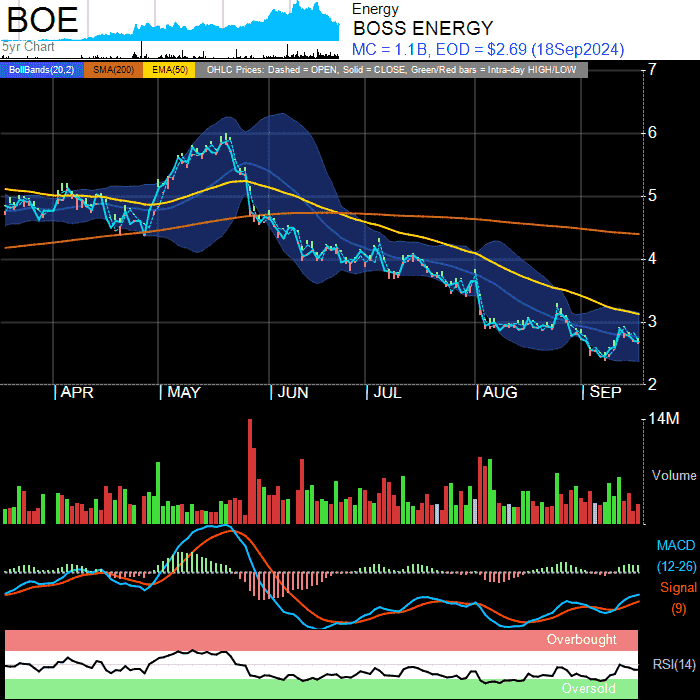 BOE
5yr Chart
Energy
BOSS ENERGY
MC = 1.1B, EOD = $2.69 (18Sep2024)
BollBands(20,2) SMA(200) EMA(50) OHLC Prices: Dashed = OPEN, Solid = CLOSE, Green/Red bars = Intra-day HIGH/LOW
7
6
5
4
3
2
APR MAY JUN JUL AUG SEP
14M
Volume
MACD
(12-26)
Signal
(9)
Overbought
RSI(14)
Oversold